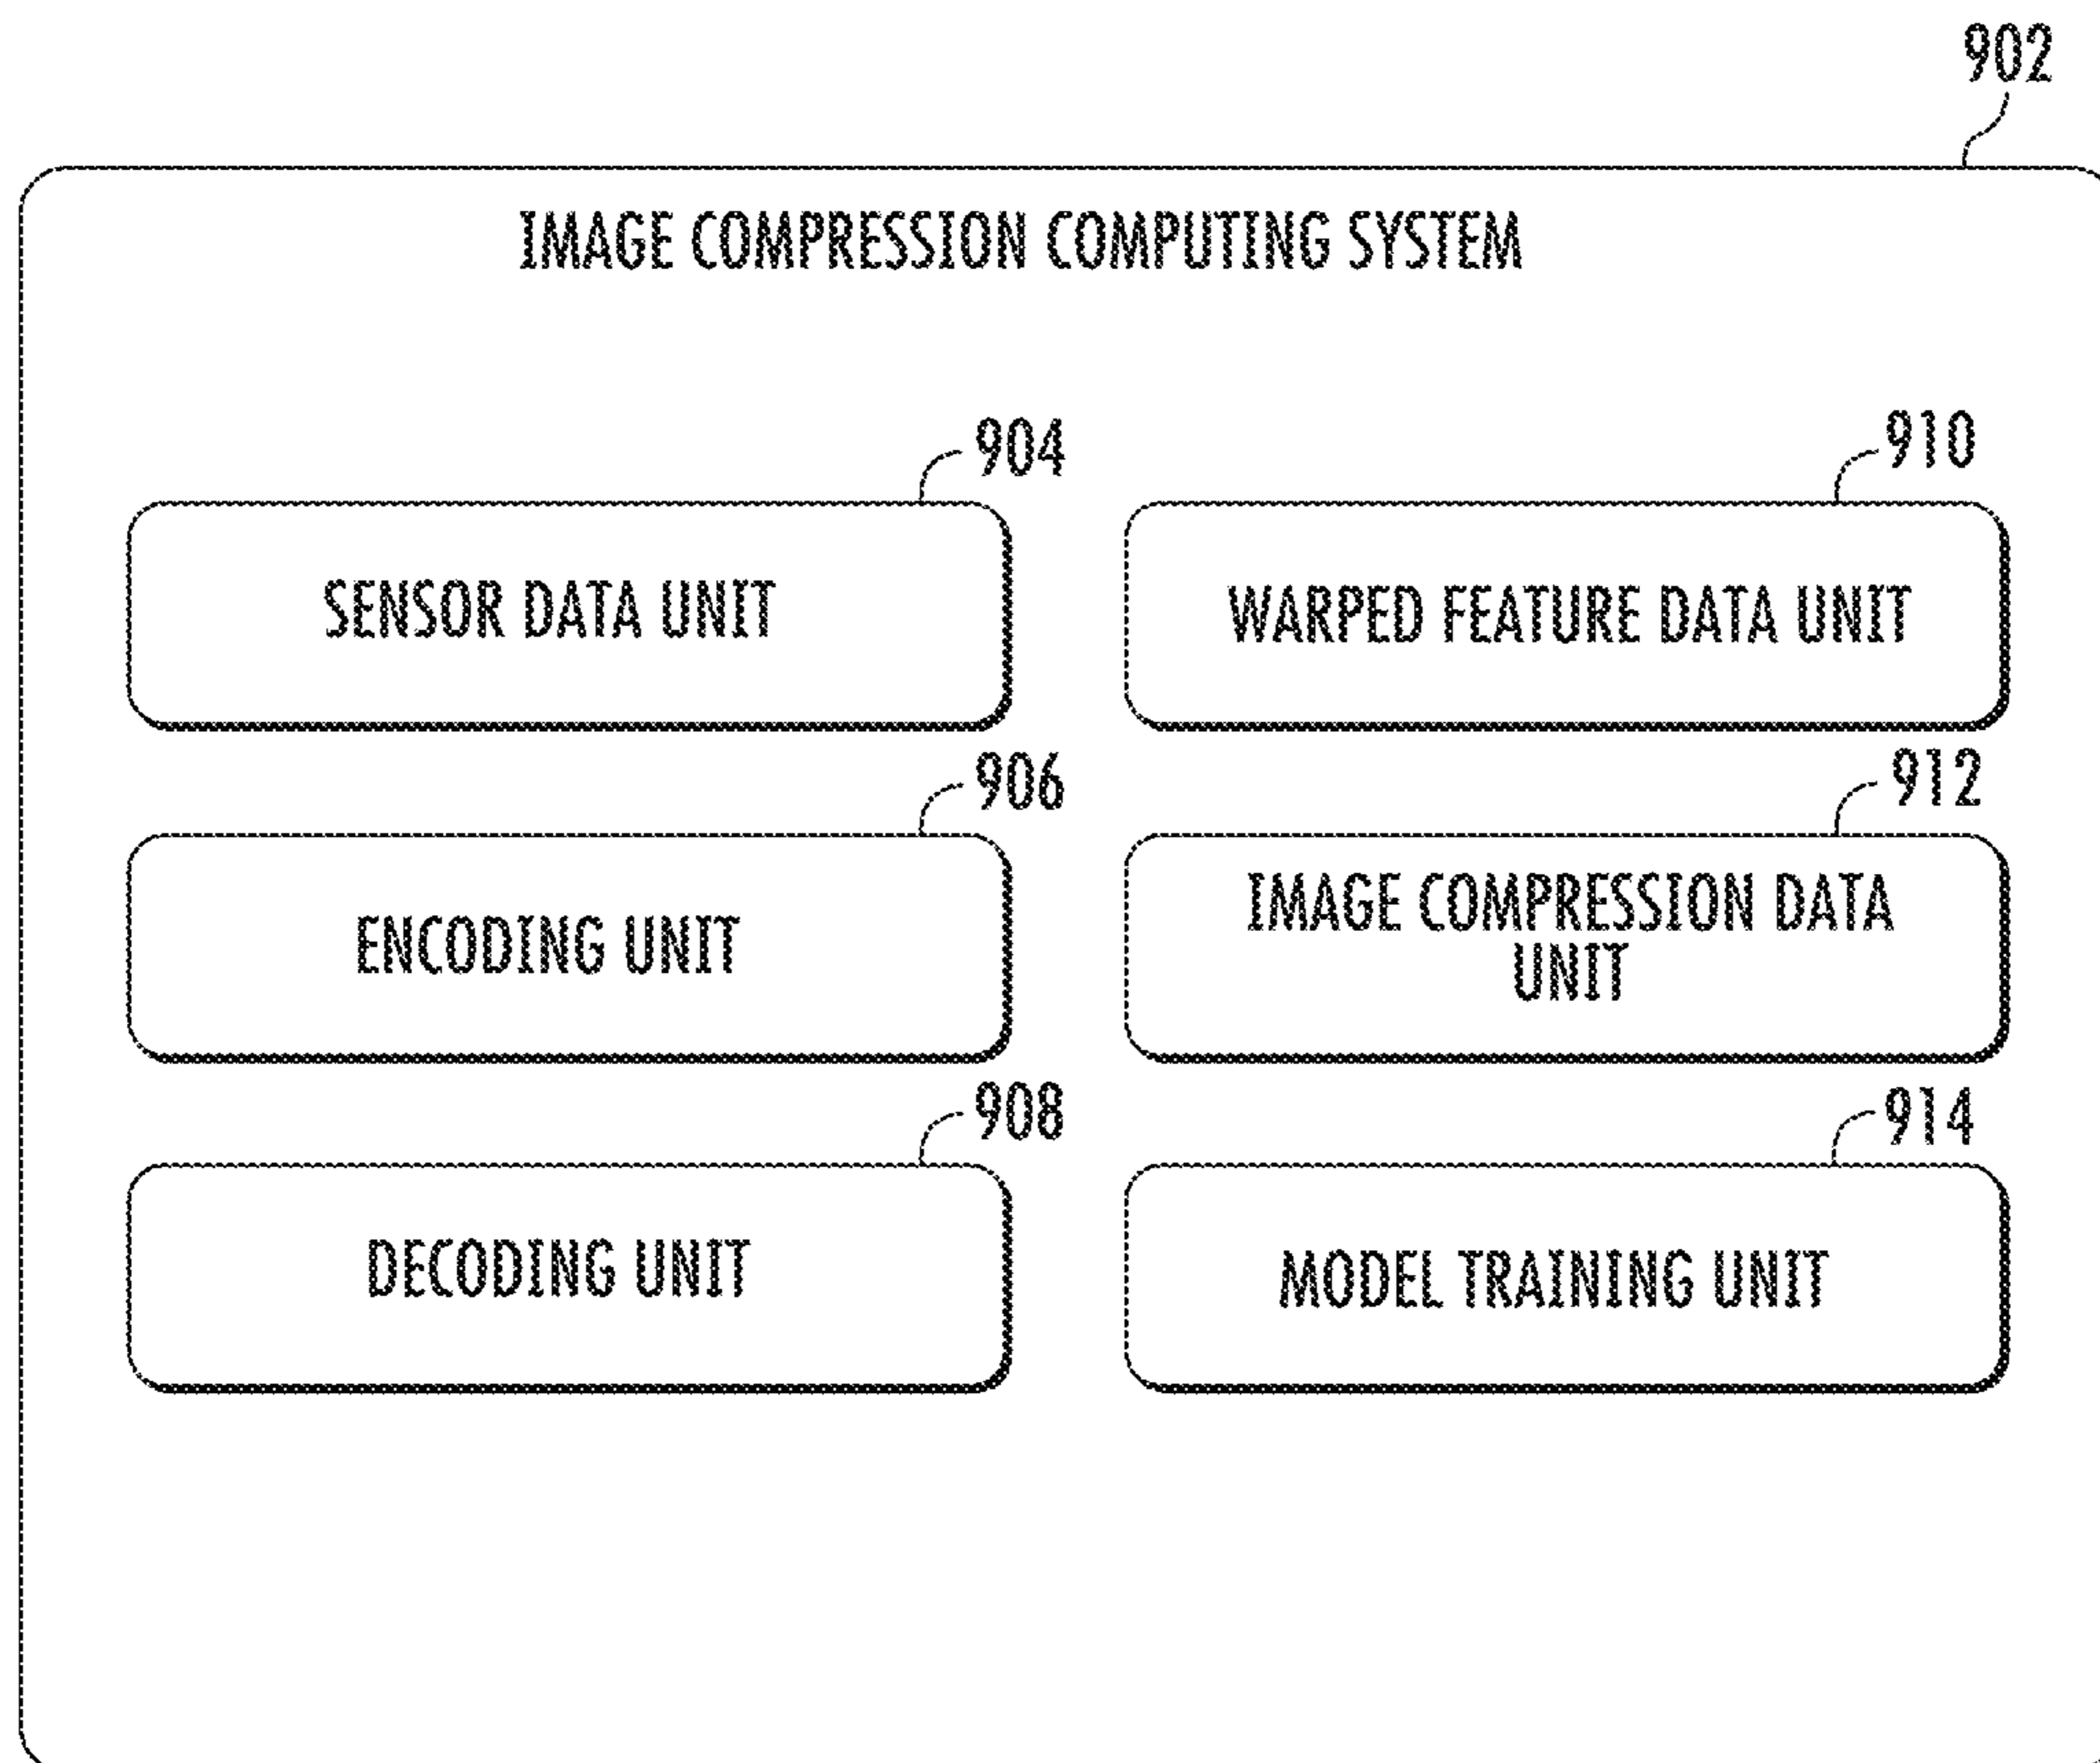 902
IMAGE COMPRESSION COMPUTING SYSTEM
904
SENSOR DATA UNIT
910
WARPED FEATURE DATA UNIT
906
ENCODING UNIT
912
IMAGE COMPRESSION DATA
UNIT
908
DECODING UNIT
914
MODEL TRAINING UNIT